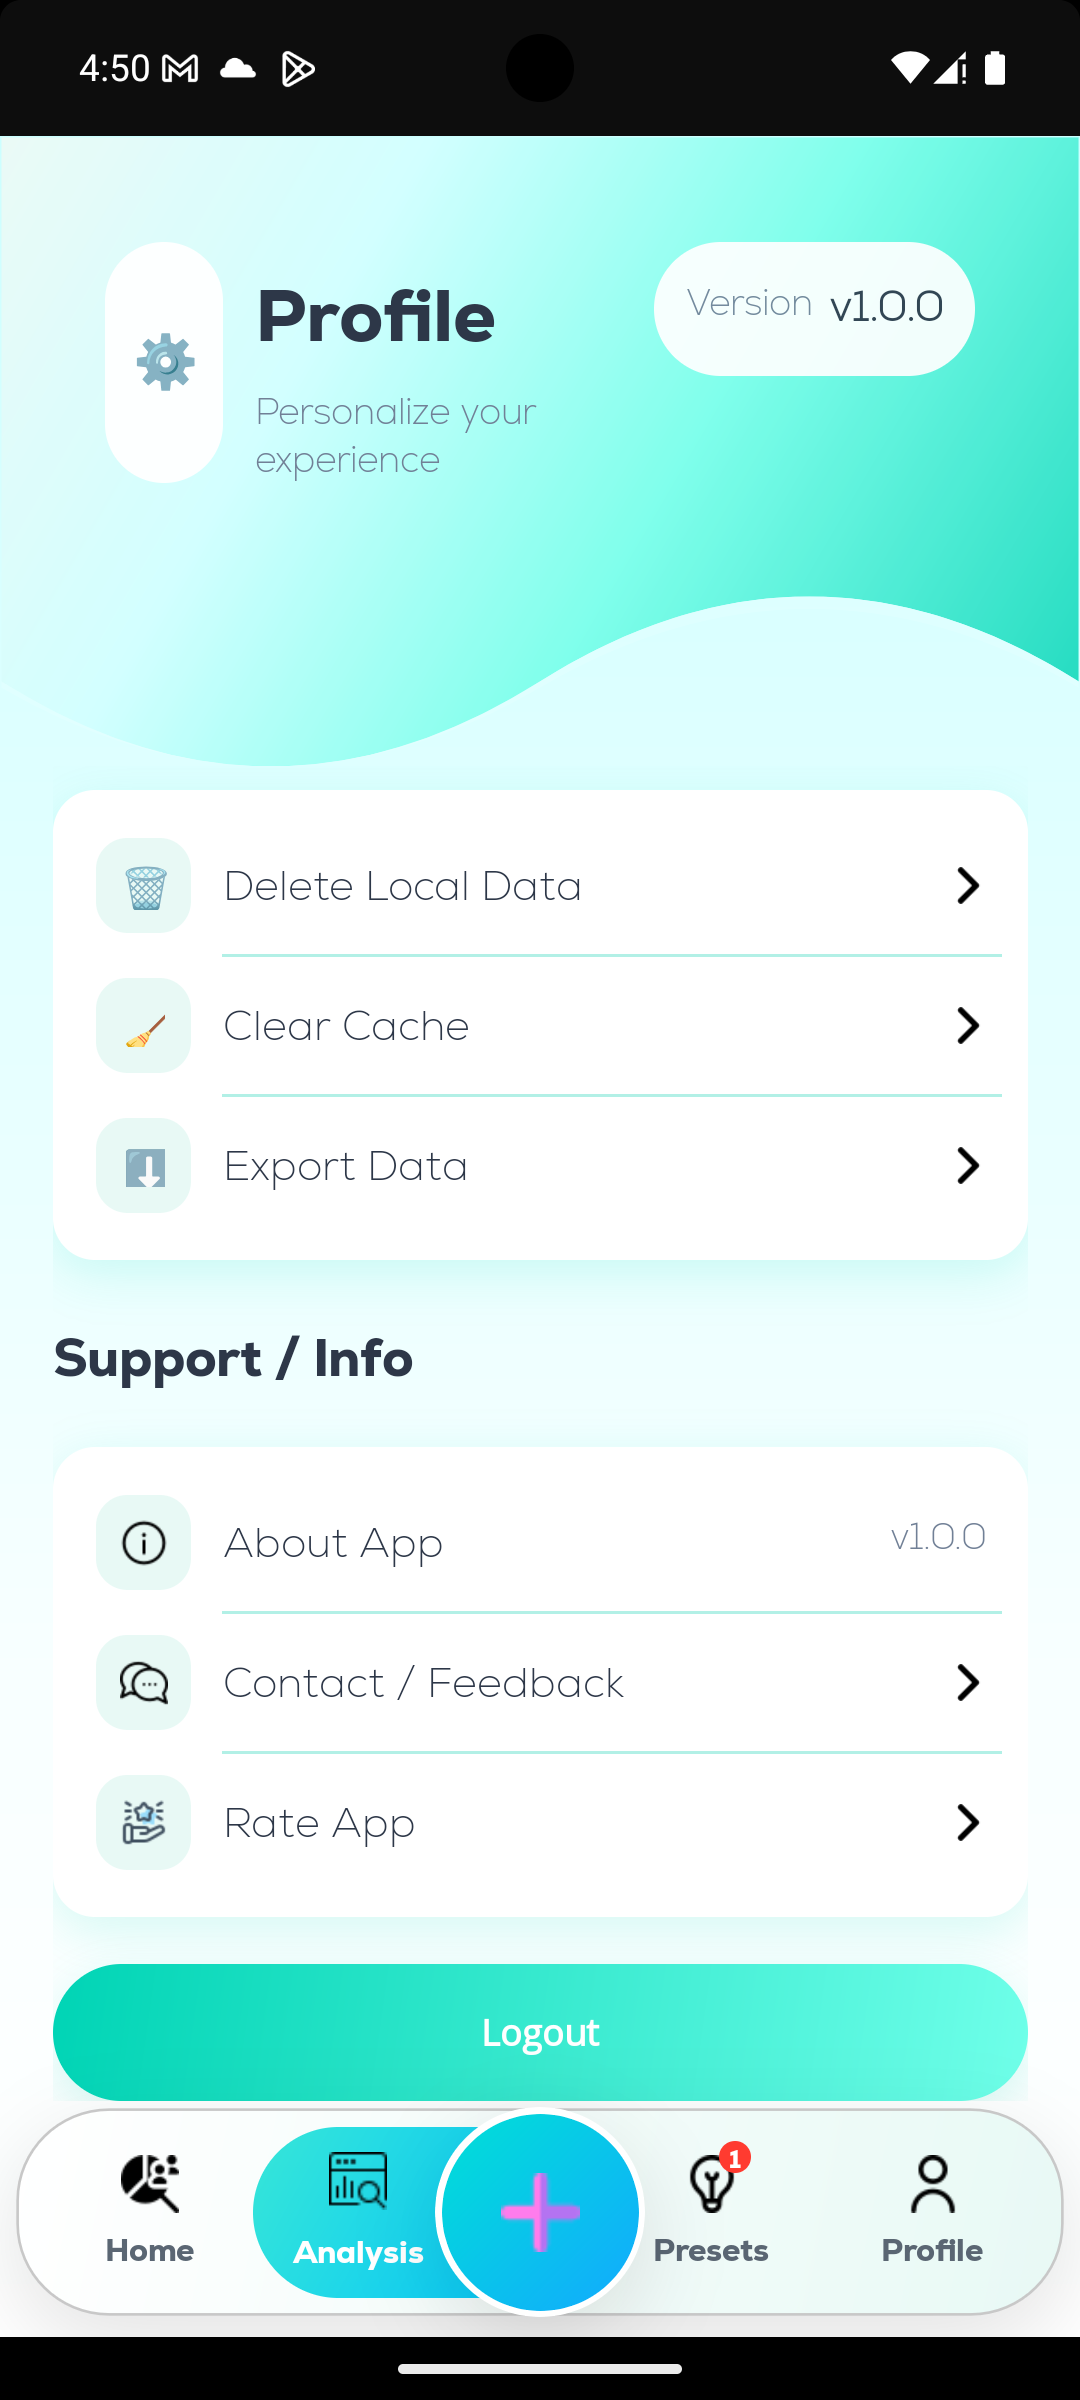 4:50
Profile
Version v1.0.0
Personalize your
experience
Delete Local Data
Clear Cache
Export Data
Support / Info
About App
v1.0.0
Contact / Feedback
Rate App
Logout
Home
Analysis
1
Presets
Profile